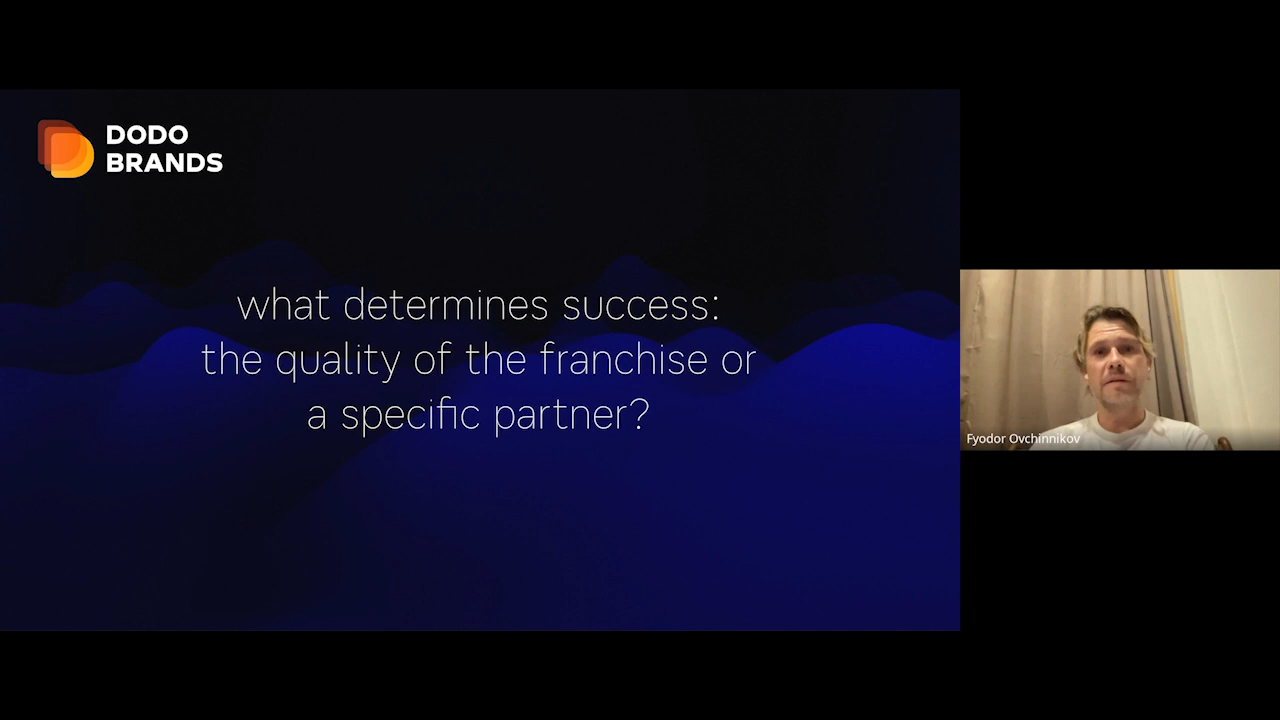 DODO
BRANDS
what determines success:
the quality of the franchise or
a specific partner?
Fyodor Ovchinnikov